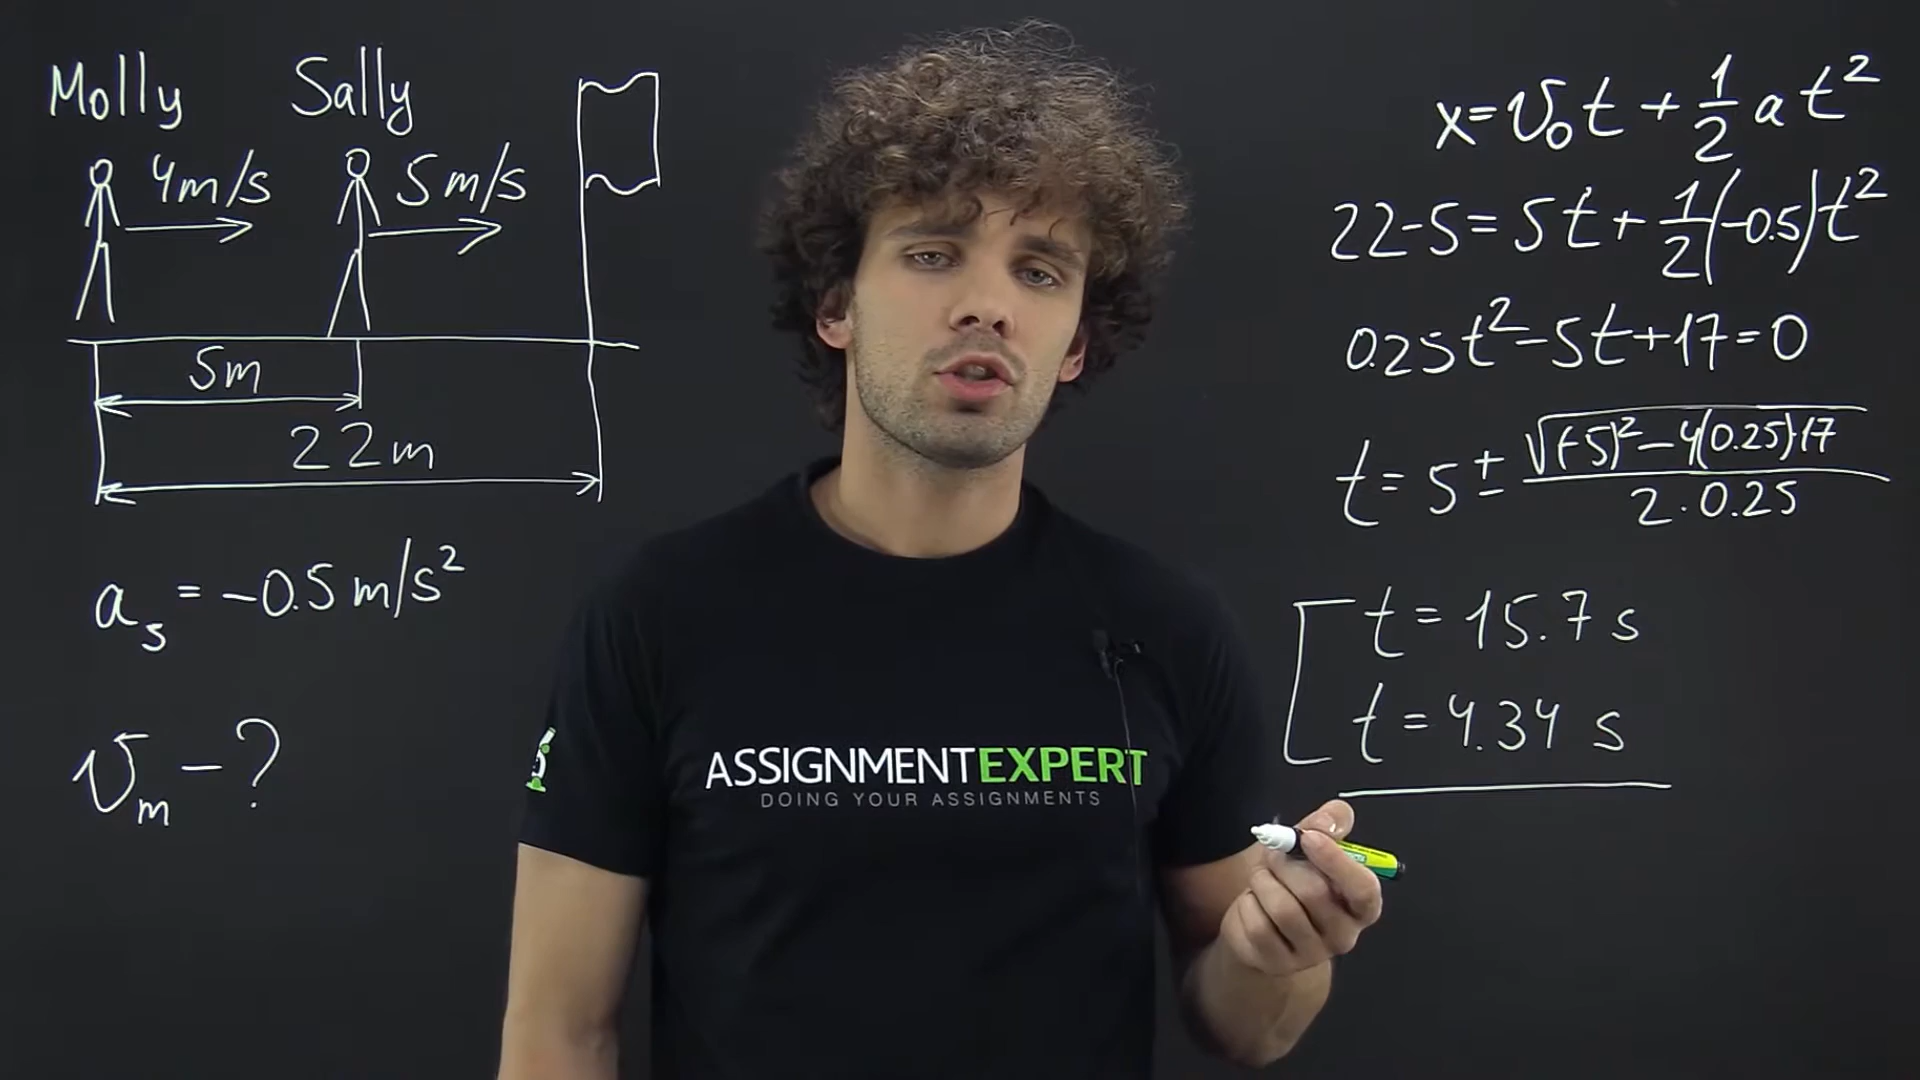 Molly Sally
4m/s 5m/s
5m
22m
a_s = -0.5 m/s²
v_m - ?
x = v₀t + 1/2 at²
22-5 = 5t + 1/2(-0.5)t²
0.25t² - 5t + 17 = 0
t = 5 ± √(-5)² - 4(0.25)·17 / 2·0.25
t = 15.7 s
t = 4.34 s
ASSIGNMENTEXPERT
DOING YOUR ASSIGNMENTS